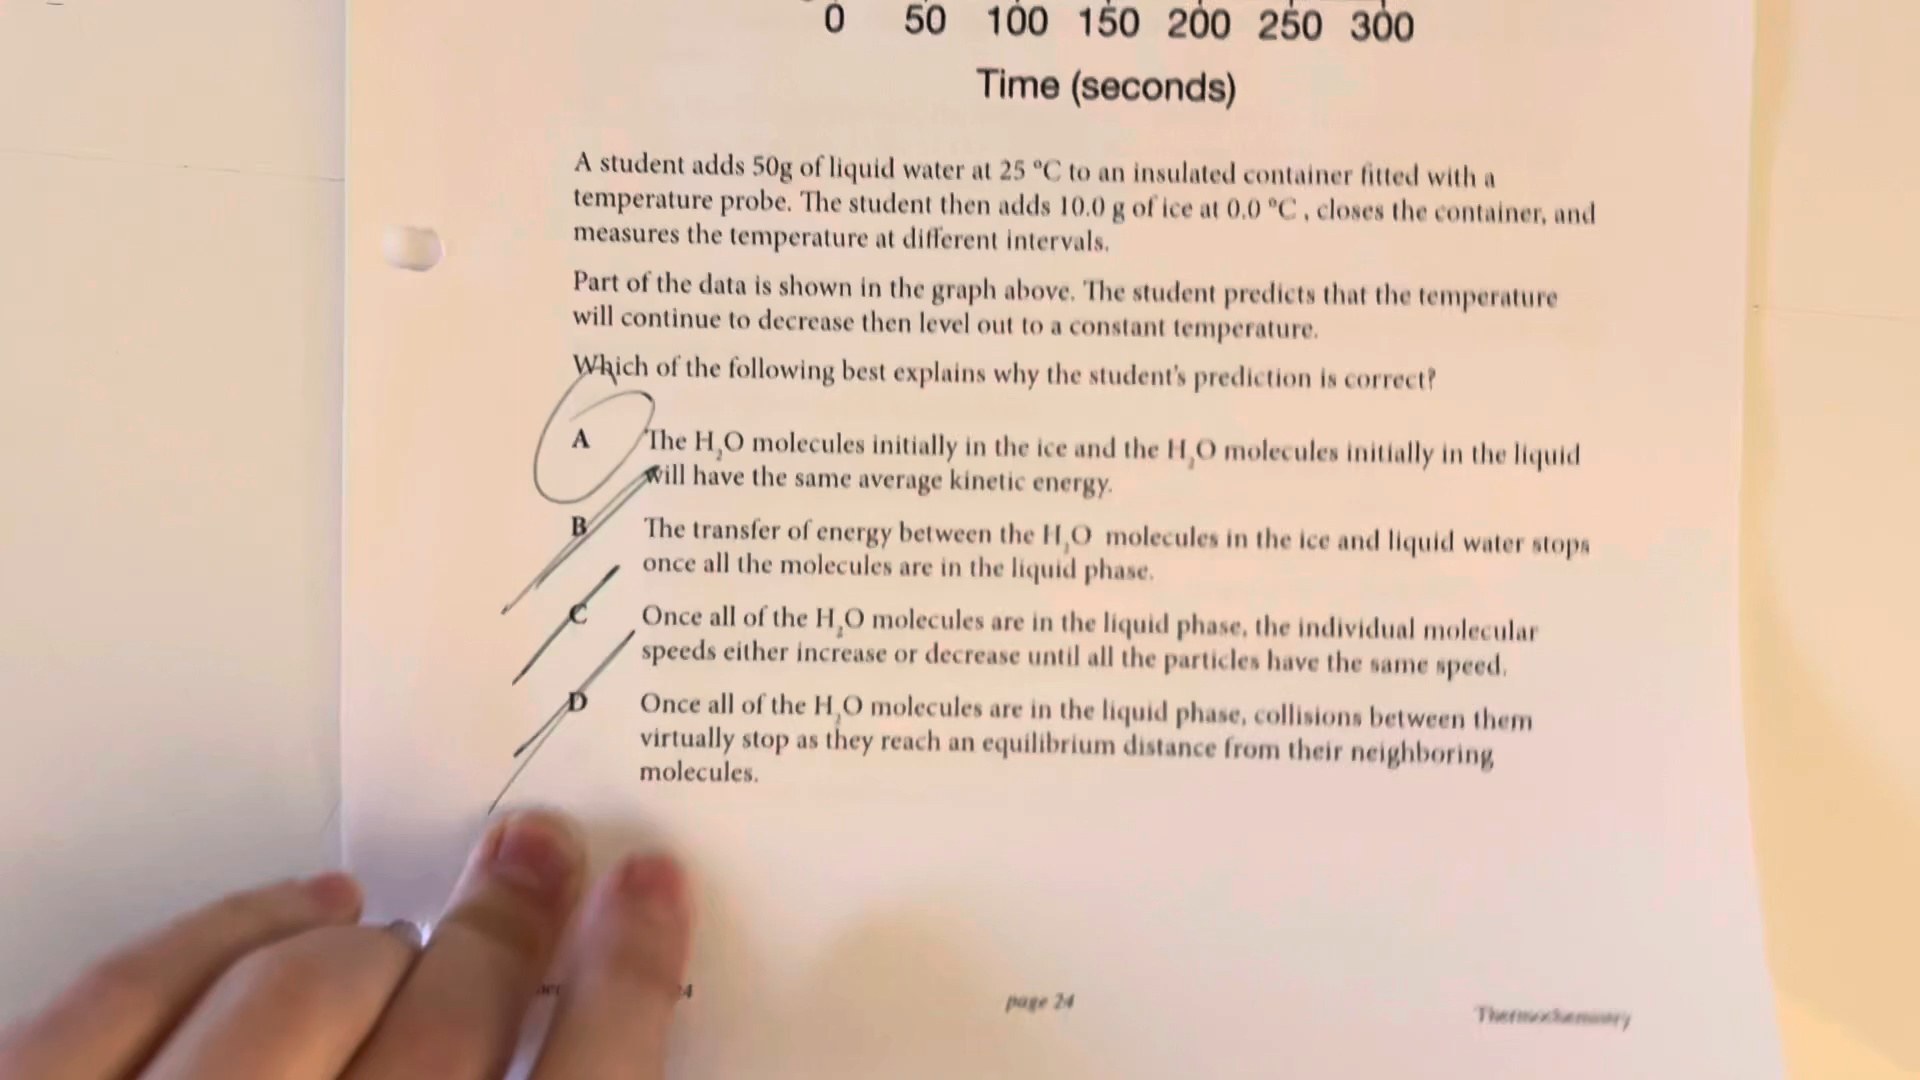 0 50 100 150 200 250 300
Time (seconds)
A student adds 50g of liquid water at 25 °C to an insulated container fitted with a
temperature probe. The student then adds 10.0 g of ice at 0.0 °C , closes the container, and
measures the temperature at different intervals.
Part of the data is shown in the graph above. The student predicts that the temperature
will continue to decrease then level out to a constant temperature.
Which of the following best explains why the student's prediction is correct?
A The H₂O molecules initially in the ice and the H₂O molecules initially in the liquid
will have the same average kinetic energy.
B The transfer of energy between the H₂O molecules in the ice and liquid water stops
once all the molecules are in the liquid phase.
C Once all of the H₂O molecules are in the liquid phase, the individual molecular
speeds either increase or decrease until all the particles have the same speed.
D Once all of the H₂O molecules are in the liquid phase, collisions between them
virtually stop as they reach an equilibrium distance from their neighboring
molecules.
page 24
Thermochemistry